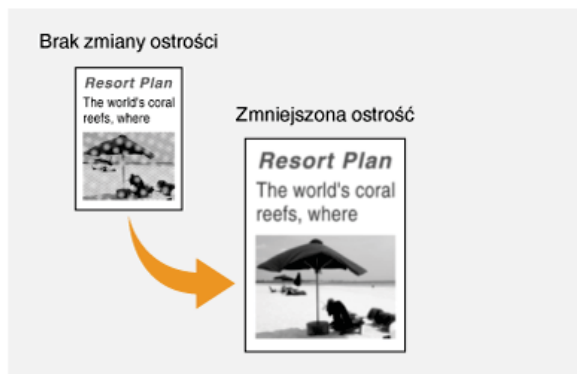 Brak zmiany ostrości
Resort Plan
The world's coral
reefs, where
Zmniejszona ostrość
Resort Plan
The world's coral
reefs, where